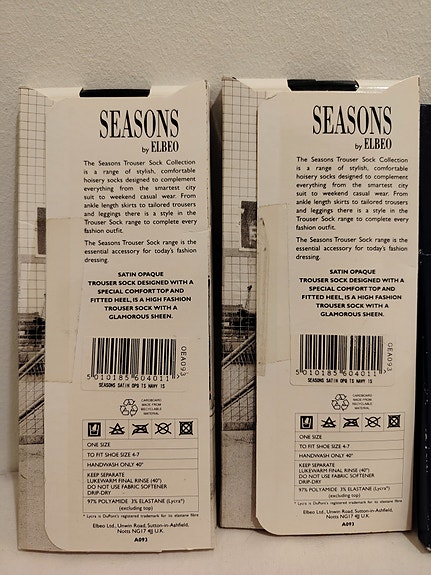 SEASONS
by ELBEO
The Seasons Trouser Sock Collection
is a range of stylish, comfortable
hoisery socks designed to complement
everything from the smartest city
suit to weekend casual wear. From
ankle length skirts to tailored trousers
and leggings there is a style in the
Trouser Sock range to complete every
fashion outfit.
The Seasons Trouser Sock range is the
essential accessory for today's fashion
dressing.
SATIN OPAQUE
TROUSER SOCK DESIGNED WITH A
SPECIAL COMFORT TOP AND
FITTED HEEL, IS A HIGH FASHION
TROUSER SOCK WITH A
GLAMOROUS SHEEN.
OEA093
5 010185 604011
SEASONS SATIN OPQ TS NAVY 1S
CARDBOARD
MADE FROM
RECYCLABLE
MATERIAL
ONE SIZE
TO FIT SHOE SIZE 4-7
HANDWASH ONLY 40°
KEEP SEPARATE
LUKEWARM FINAL RINSE (40°)
DO NOT USE FABRIC SOFTENER
DRIP-DRY
97% POLYAMIDE 3% ELASTANE (Lycra*)
(excluding top)
* Lycra is DuPont's registered trademark for its elastane fibre
Elbeo Ltd., Unwin Road, Sutton-in-Ashfield,
Notts NG17 4JJ U.K.
A093
SEASONS
by ELBEO
The Seasons Trouser Sock Collection
is a range of stylish, comfortable
hoisery socks designed to complement
everything from the smartest city
suit to weekend casual wear. From
ankle length skirts to tailored trousers
and leggings there is a style in the
Trouser Sock range to complete every
fashion outfit.
The Seasons Trouser Sock range is the
essential accessory for today's fashion
dressing.
SATIN OPAQUE
TROUSER SOCK DESIGNED WITH A
SPECIAL COMFORT TOP AND
FITTED HEEL, IS A HIGH FASHION
TROUSER SOCK WITH A
GLAMOROUS SHEEN.
OEA093
5 010185 604011
SEASONS SATIN OPQ TS NAVY 1S
CARDBOARD
MADE FROM
RECYCLABLE
MATERIAL
ONE SIZE
TO FIT SHOE SIZE 4-7
HANDWASH ONLY 40°
KEEP SEPARATE
LUKEWARM FINAL RINSE (40°)
DO NOT USE FABRIC SOFTENER
DRIP-DRY
97% POLYAMIDE 3% ELASTANE (Lycra*)
(excluding top)
* Lycra is DuPont's registered trademark for its elastane fibre
Elbeo Ltd., Unwin Road, Sutton-in-Ashfield,
Notts NG17 4JJ U.K.
A093